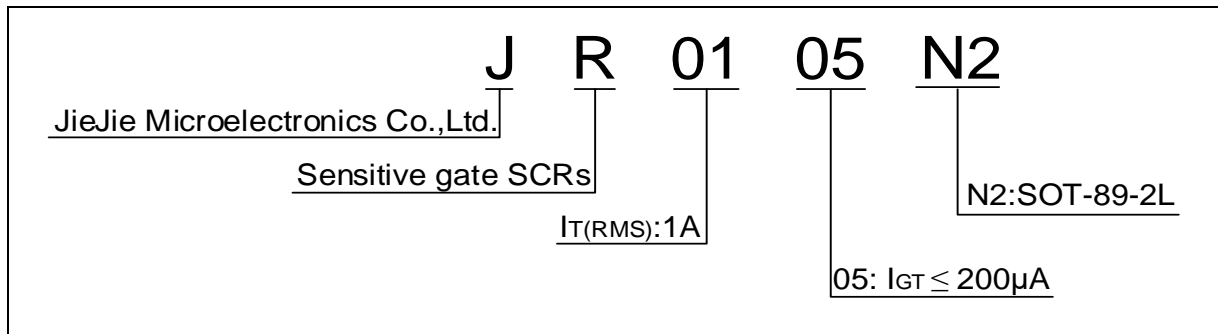 J R 01 05 N2
JieJie Microelectronics Co.,Ltd.
Sensitive gate SCRs
N2:SOT-89-2L
IT(RMS):1A
05: IGT ≤ 200μA